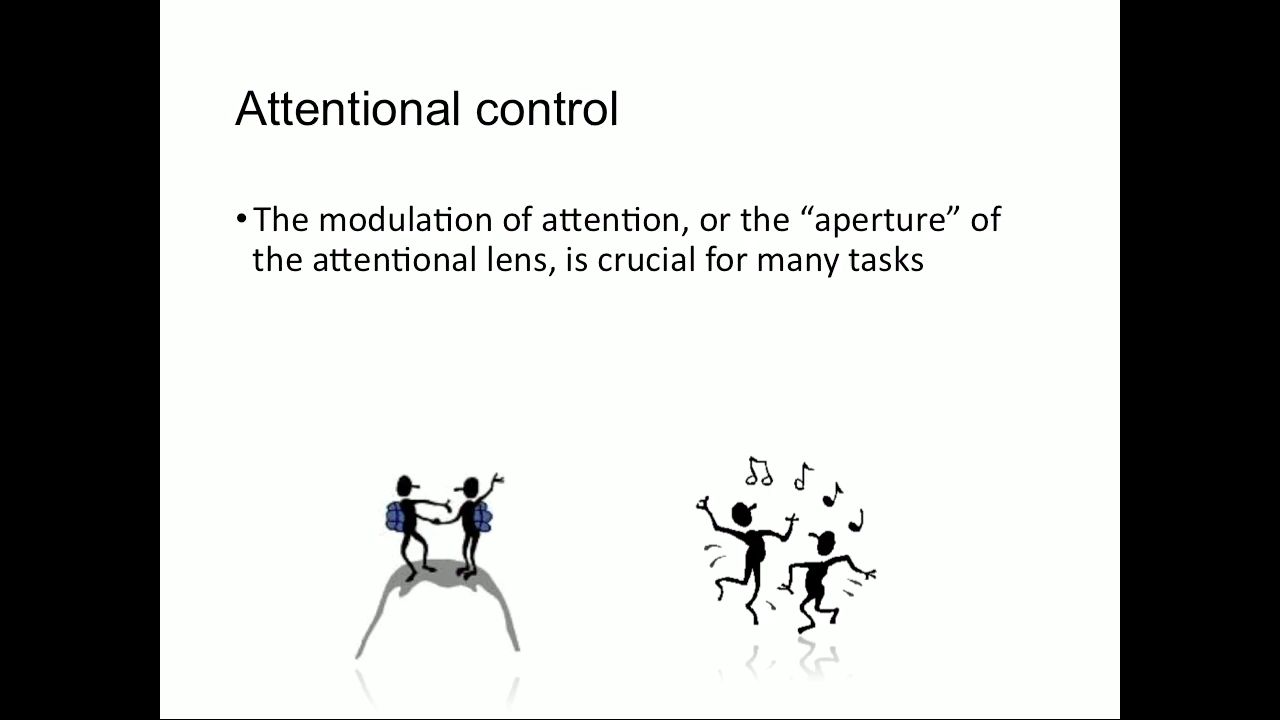 Attentional control
•The modulation of attention, or the “aperture” of
the attentional lens, is crucial for many tasks